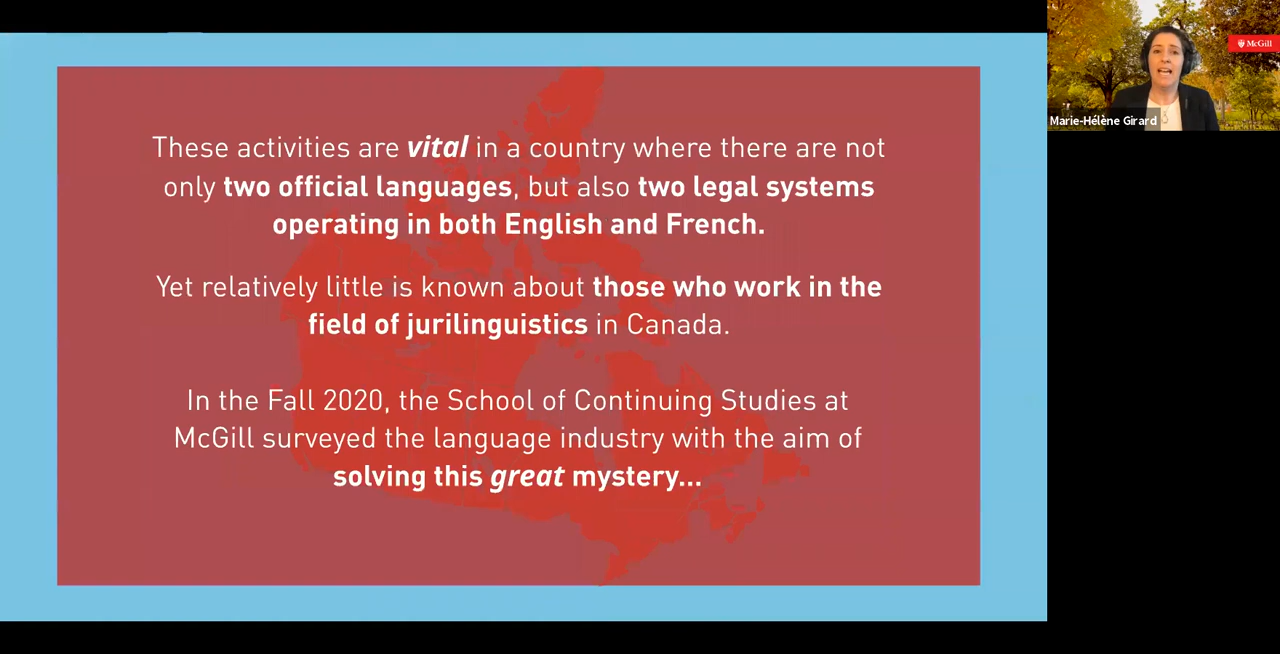 These activities are vital in a country where there are not
only two official languages, but also two legal systems
operating in both English and French.
Yet relatively little is known about those who work in the
field of jurilinguistics in Canada.
In the Fall 2020, the School of Continuing Studies at
McGill surveyed the language industry with the aim of
solving this great mystery...
McGill
Marie-Hélène Girard